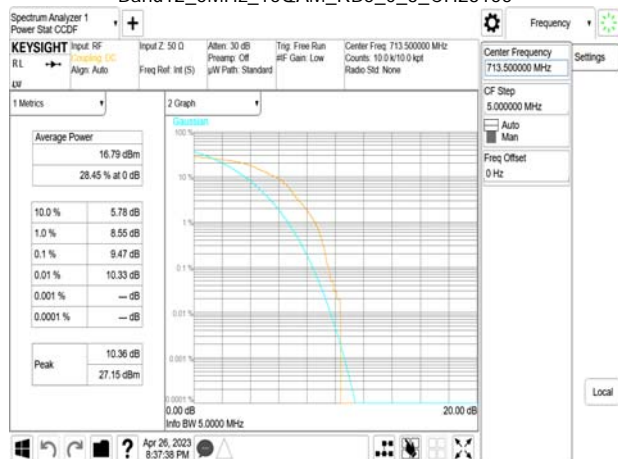 Spectrum Analyzer 1
Power Stat CCDF
+
Frequency
KEYSIGHT
Input: RF
Coupling: DC
Align: Auto
Input Z: 50 Ω
Freq Ref: Int (S)
Atten: 30 dB
Preamp: Off
µW Path: Standard
Trig: Free Run
#IF Gain: Low
Center Freq: 713.500000 MHz
Counts: 10.0 k/10.0 kpt
Radio Std: None
RL
Center Frequency
713.500000 MHz
Settings
CF Step
5.000000 MHz
Auto
Man
Freq Offset
0 Hz
1 Metrics
2 Graph
Average Power
16.79 dBm
28.45 % at 0 dB
10.0 % 5.78 dB
1.0 % 8.55 dB
0.1 % 9.47 dB
0.01 % 10.33 dB
0.001 % --- dB
0.0001 % --- dB
Peak
10.36 dB
27.15 dBm
Gaussian
100 %
10 %
1 %
0.1 %
0.01 %
0.001 %
0.0001 %
0.00 dB 20.00 dB
Info BW 5.0000 MHz
Local
Apr 26, 2023
8:37:38 PM